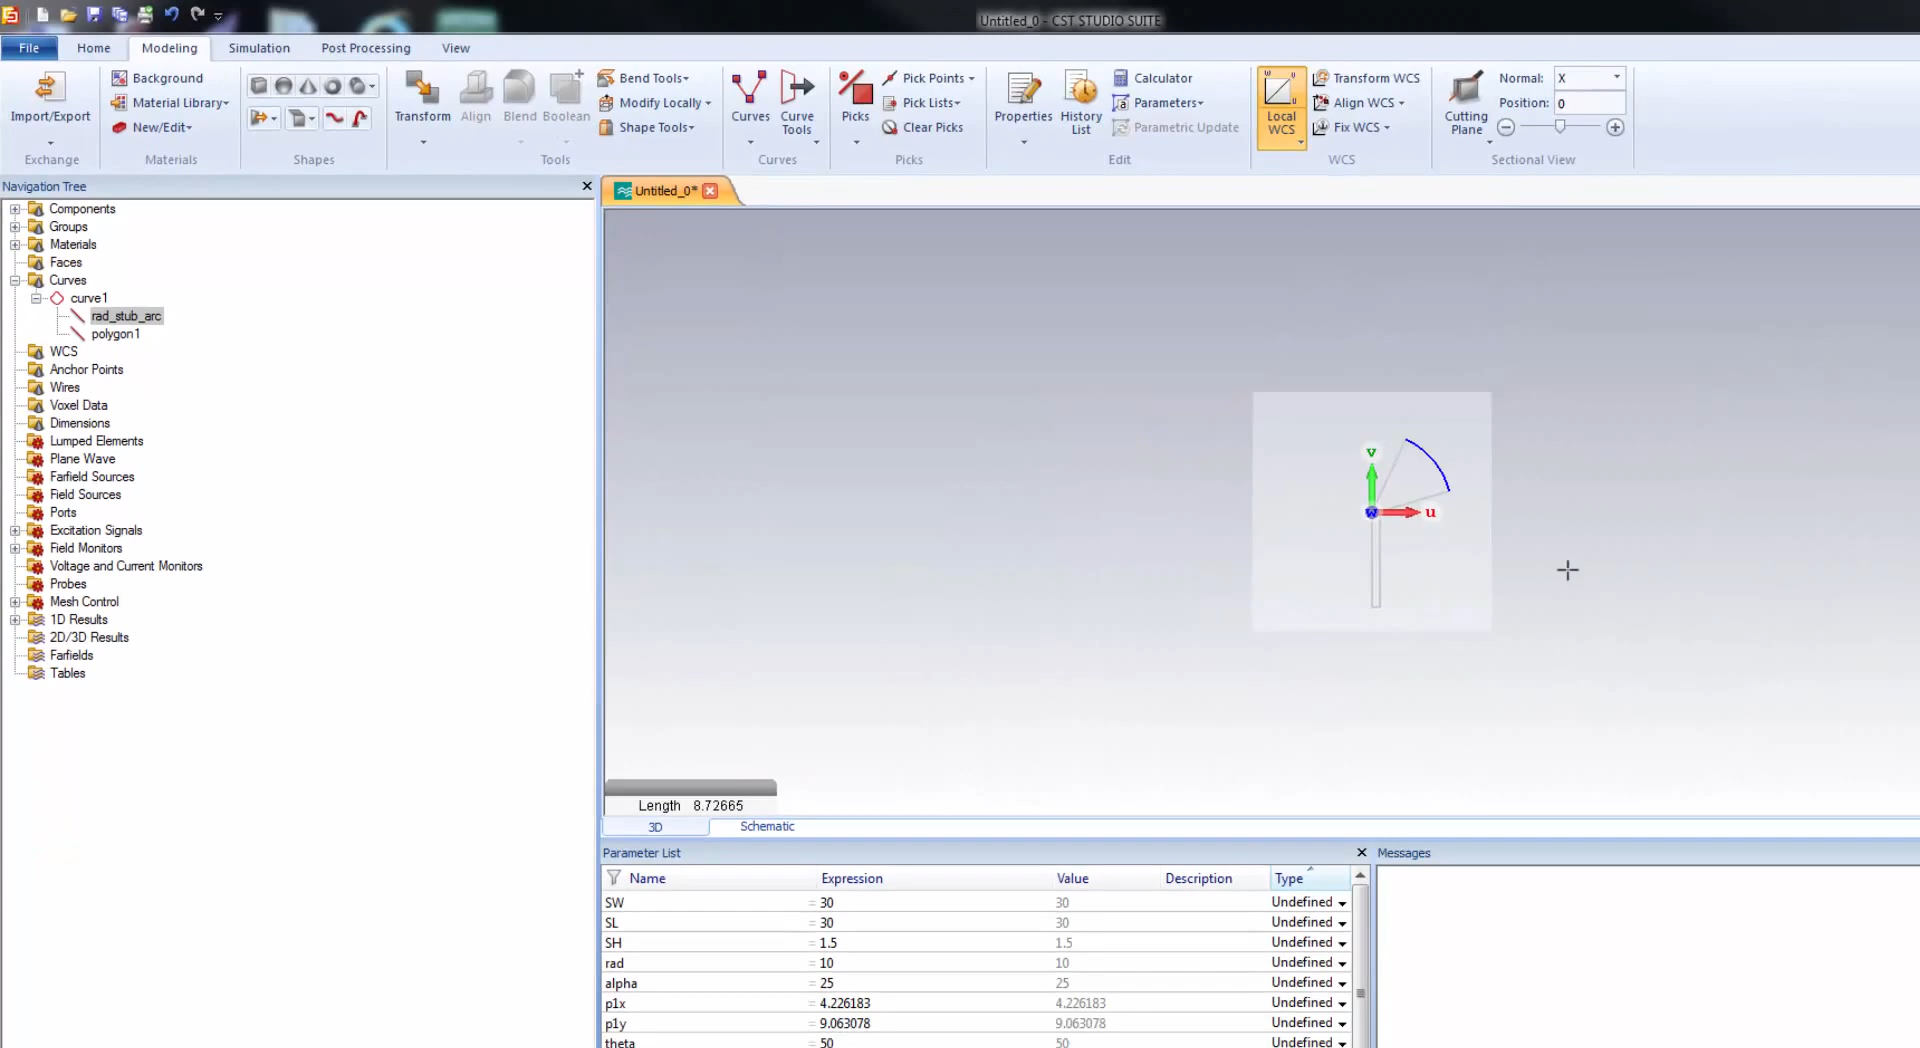 Untitled_0 - CST STUDIO SUITE
File Home Modeling Simulation Post Processing View
Import/Export
Exchange
Background
Material Library
New/Edit
Materials
Shapes
Transform
Align
Blend
Boolean
Bend Tools
Modify Locally
Shape Tools
Tools
Curves
Curve Tools
Curves
Picks
Pick Points
Pick Lists
Clear Picks
Picks
Properties
History List
Calculator
Parameters
Parametric Update
Edit
Local WCS
Transform WCS
Align WCS
Fix WCS
WCS
Cutting Plane
Normal: X
Position: 0
Sectional View
Navigation Tree
Components
Groups
Materials
Faces
Curves
curve1
rad_stub_arc
polygon1
WCS
Anchor Points
Wires
Voxel Data
Dimensions
Lumped Elements
Plane Wave
Farfield Sources
Field Sources
Ports
Excitation Signals
Field Monitors
Voltage and Current Monitors
Probes
Mesh Control
1D Results
2D/3D Results
Farfields
Tables
Untitled_0*
v
w u
Length 8.72665
3D Schematic
Parameter List
Name Expression Value Description Type
SW = 30 30 Undefined
SL = 30 30 Undefined
SH = 1.5 1.5 Undefined
rad = 10 10 Undefined
alpha = 25 25 Undefined
p1x = 4.226183 4.226183 Undefined
p1y = 9.063078 9.063078 Undefined
theta = 50 50 Undefined
Messages